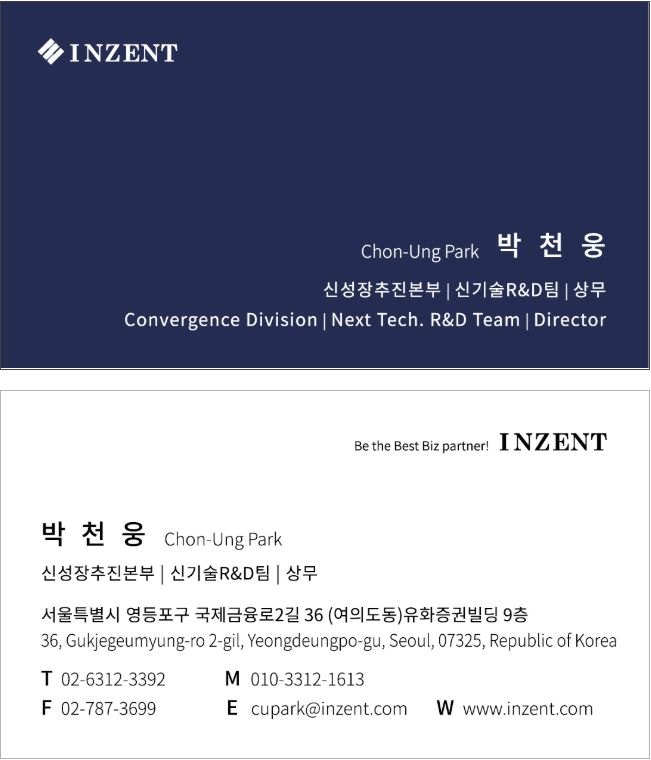 INZENT
Chon-Ung Park 박 천 웅
신성장추진본부 | 신기술R&D팀 | 상무
Convergence Division | Next Tech. R&D Team | Director
Be the Best Biz partner! INZENT
박 천 웅 Chon-Ung Park
신성장추진본부 | 신기술R&D팀 | 상무
서울특별시 영등포구 국제금융로2길 36 (여의도동)유화증권빌딩 9층
36, Gukjegeumyung-ro 2-gil, Yeongdeungpo-gu, Seoul, 07325, Republic of Korea
T 02-6312-3392 M 010-3312-1613
F 02-787-3699 E cupark@inzent.com W www.inzent.com